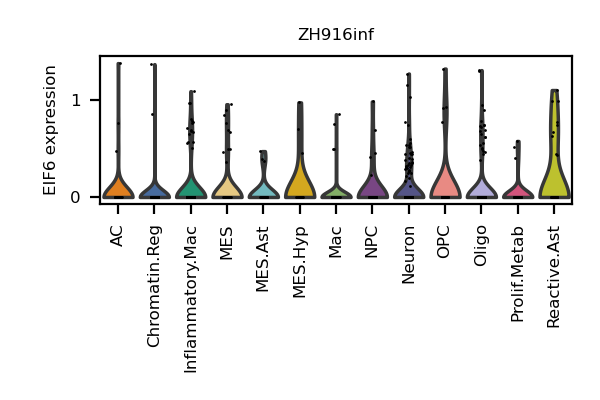 ZH916inf
EIF6 expression
1
0
AC
Chromatin.Reg
Inflammatory.Mac
MES
MES.Ast
MES.Hyp
Mac
NPC
Neuron
OPC
Oligo
Prolif.Metab
Reactive.Ast